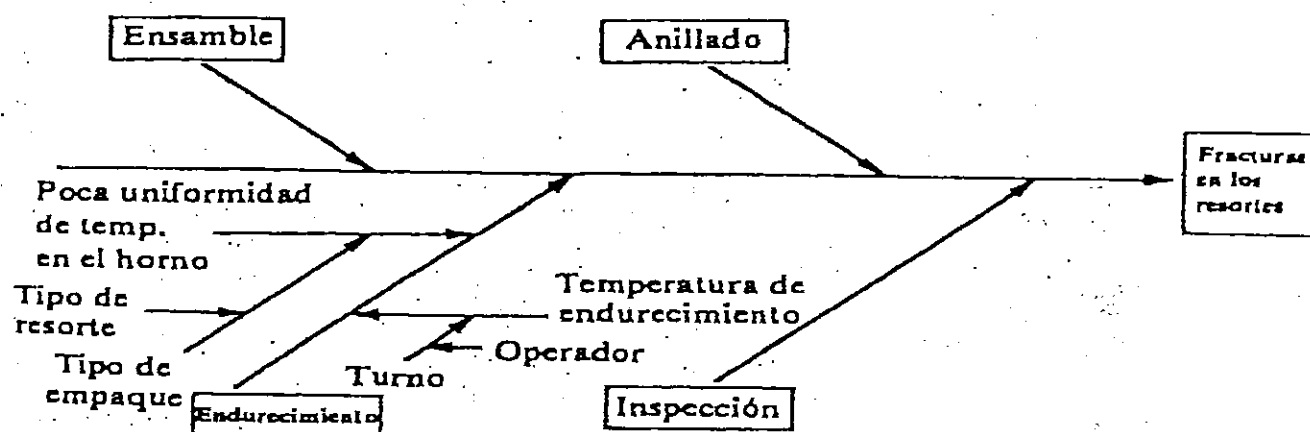 Ensamble
Anillado
Fracturas
en los
resortes
Poca uniformidad
de temp.
en el horno
Tipo de
resorte
Tipo de
empaque
Endurecimiento
Temperatura de
endurecimiento
Operador
Turno
Inspección